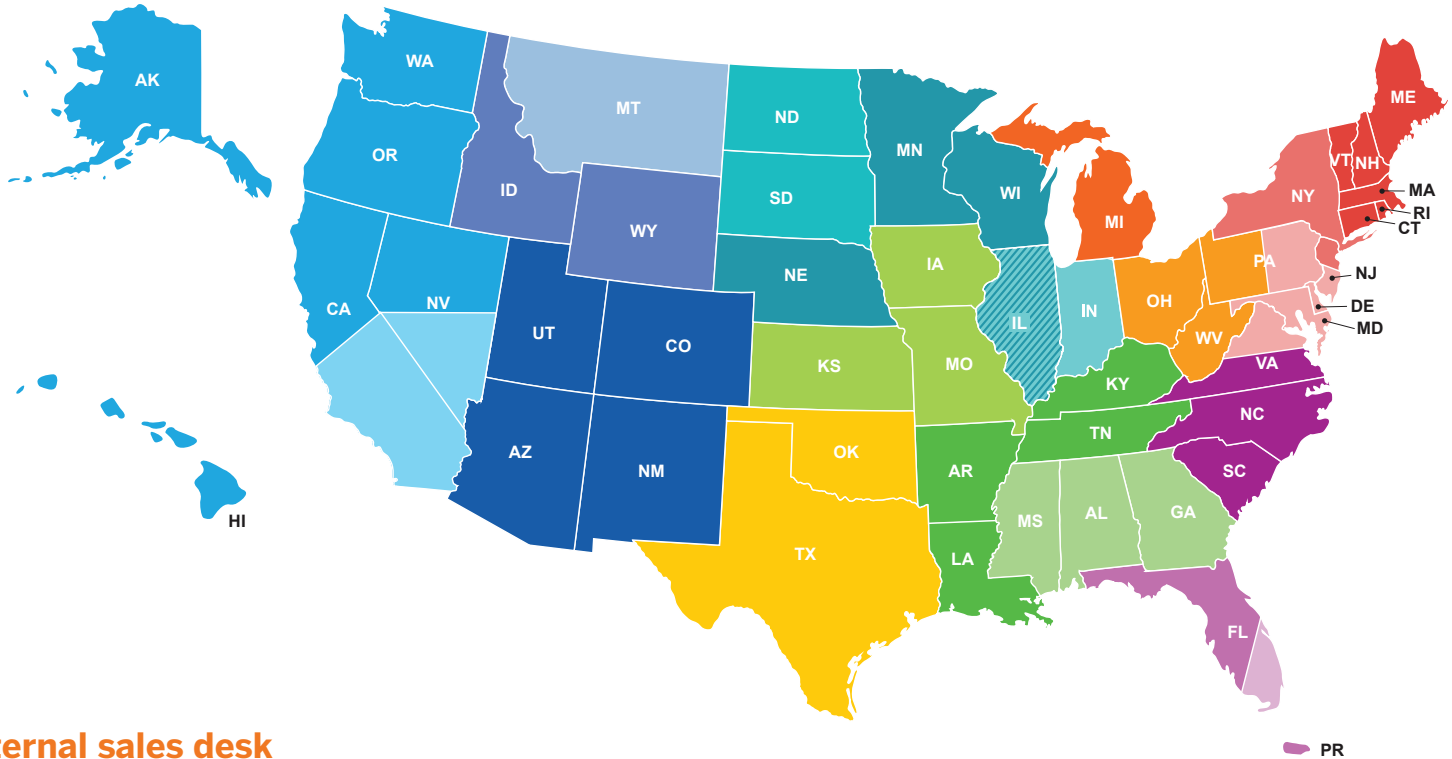 AK
WA
MT
ND
MN
ME
OR
ID
SD
WI
VT
NH
NY
MA
RI
CT
MI
WY
NE
IA
PA
NJ
CA
NV
UT
CO
KS
MO
IL
IN
OH
WV
DE
MD
KY
VA
AZ
NM
OK
AR
TN
NC
SC
HI
TX
LA
MS
AL
GA
FL
ternal sales desk
PR